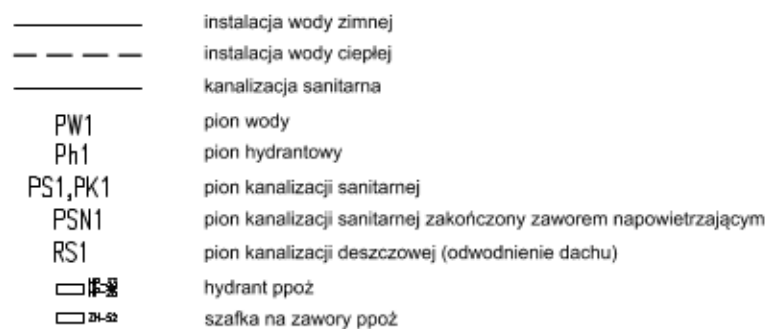 instalacja wody zimnej
instalacja wody ciepłej
kanalizacja sanitarna
PW1 pion wody
Ph1 pion hydrantowy
PS1,PK1 pion kanalizacji sanitarnej
PSN1 pion kanalizacji sanitarnej zakończony zaworem napowietrzającym
RS1 pion kanalizacji deszczowej (odwodnienie dachu)
hydrant ppoż
ZH-52 szafka na zawory ppoż